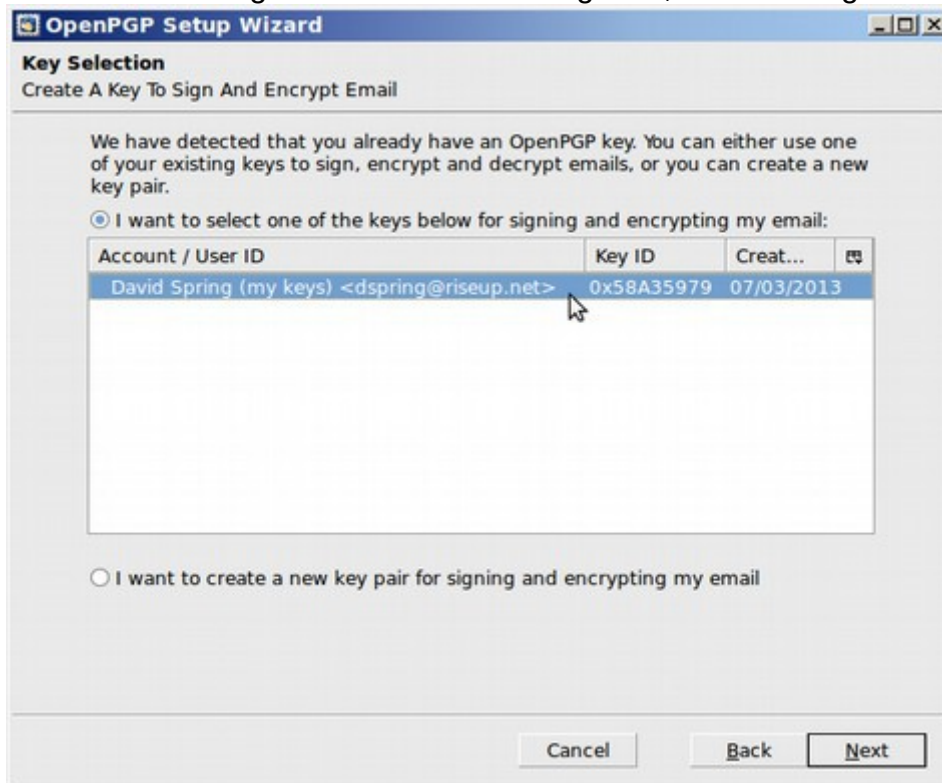 OpenPGP Setup Wizard
Key Selection
Create A Key To Sign And Encrypt Email
We have detected that you already have an OpenPGP key. You can either use one
of your existing keys to sign, encrypt and decrypt emails, or you can create a new
key pair.
I want to select one of the keys below for signing and encrypting my email:
Account / User ID Key ID Creat...
David Spring (my keys) <dspring@riseup.net> 0x58A35979 07/03/2013
I want to create a new key pair for signing and encrypting my email
Cancel Back Next